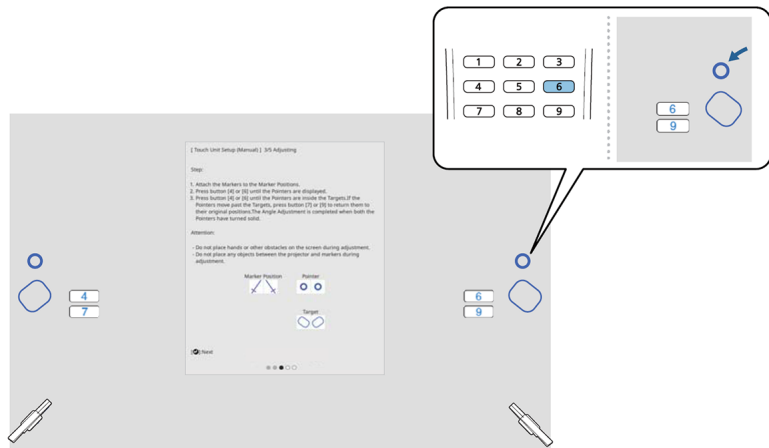 1 2 3
4 5 6
7 8 9
6
9
[ Touch Unit Setup (Manual) ] 3/5 Adjusting
Step:
1. Attach the Markers to the Marker Positions.
2. Press button [4] or [6] until the Pointers are displayed.
3. Press button [4] or [6] until the Pointers are inside the Targets.If the
Pointers move past the Targets, press button [7] or [9] to return them to
their original positions.The Angle Adjustment is completed when both the
Pointers have turned solid.
Attention:
- Do not place hands or other obstacles on the screen during adjustment.
- Do not place any objects between the projector and markers during
adjustment.
Marker Position Pointer
Target
[ ] Next
4
7
6
9